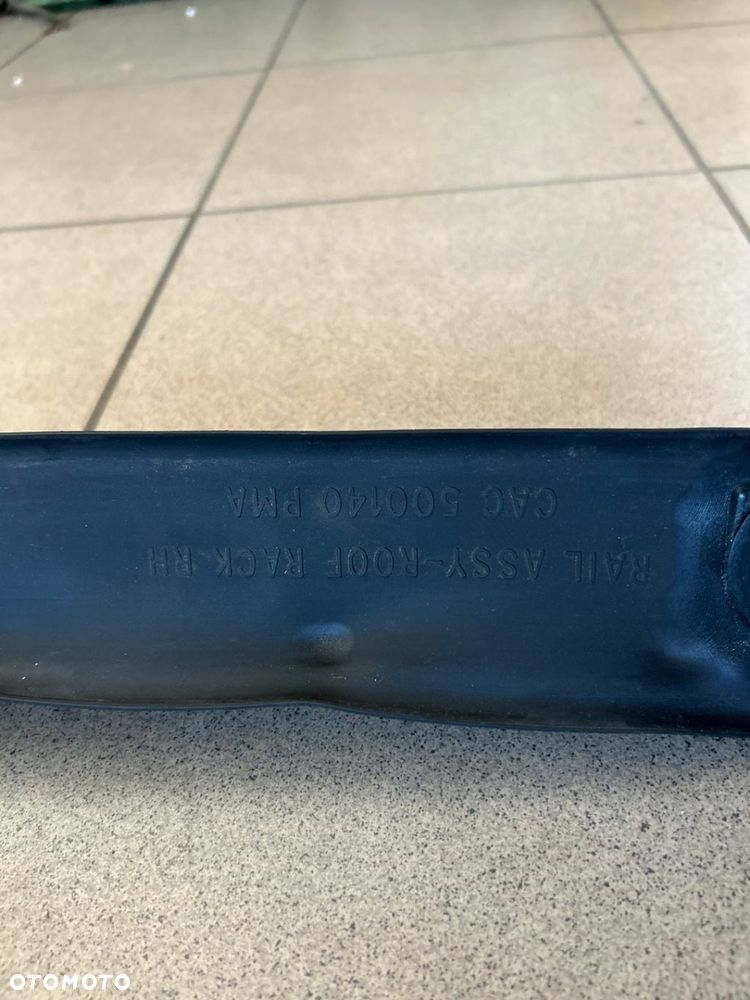 RAIL ASSY-ROOF RACK RH
CAC 500140 PMA
OTOMOTO